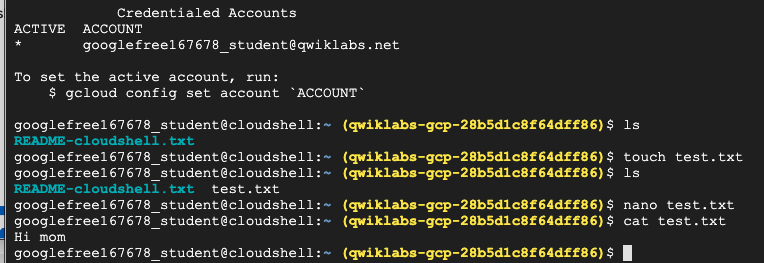 Credentialed Accounts
ACTIVE  ACCOUNT
*       googlefree167678_student@qwiklabs.net
To set the active account, run:
    $ gcloud config set account `ACCOUNT`
googlefree167678_student@cloudshell:~ (qwiklabs-gcp-28b5d1c8f64dff86)$ ls
README-cloudshell.txt
googlefree167678_student@cloudshell:~ (qwiklabs-gcp-28b5d1c8f64dff86)$ touch test.txt
googlefree167678_student@cloudshell:~ (qwiklabs-gcp-28b5d1c8f64dff86)$ ls
README-cloudshell.txt  test.txt
googlefree167678_student@cloudshell:~ (qwiklabs-gcp-28b5d1c8f64dff86)$ nano test.txt
googlefree167678_student@cloudshell:~ (qwiklabs-gcp-28b5d1c8f64dff86)$ cat test.txt
Hi mom
googlefree167678_student@cloudshell:~ (qwiklabs-gcp-28b5d1c8f64dff86)$